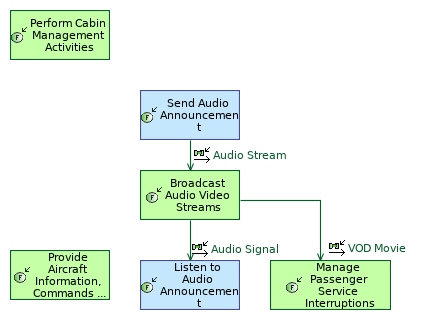 Perform Cabin
Management
Activities
Send Audio
Announcemen
t
Audio Stream
Broadcast
Audio Video
Streams
Audio Signal
VOD Movie
Provide
Aircraft
Information,
Commands ...
Listen to
Audio
Announcemen
t
Manage
Passenger
Service
Interruptions